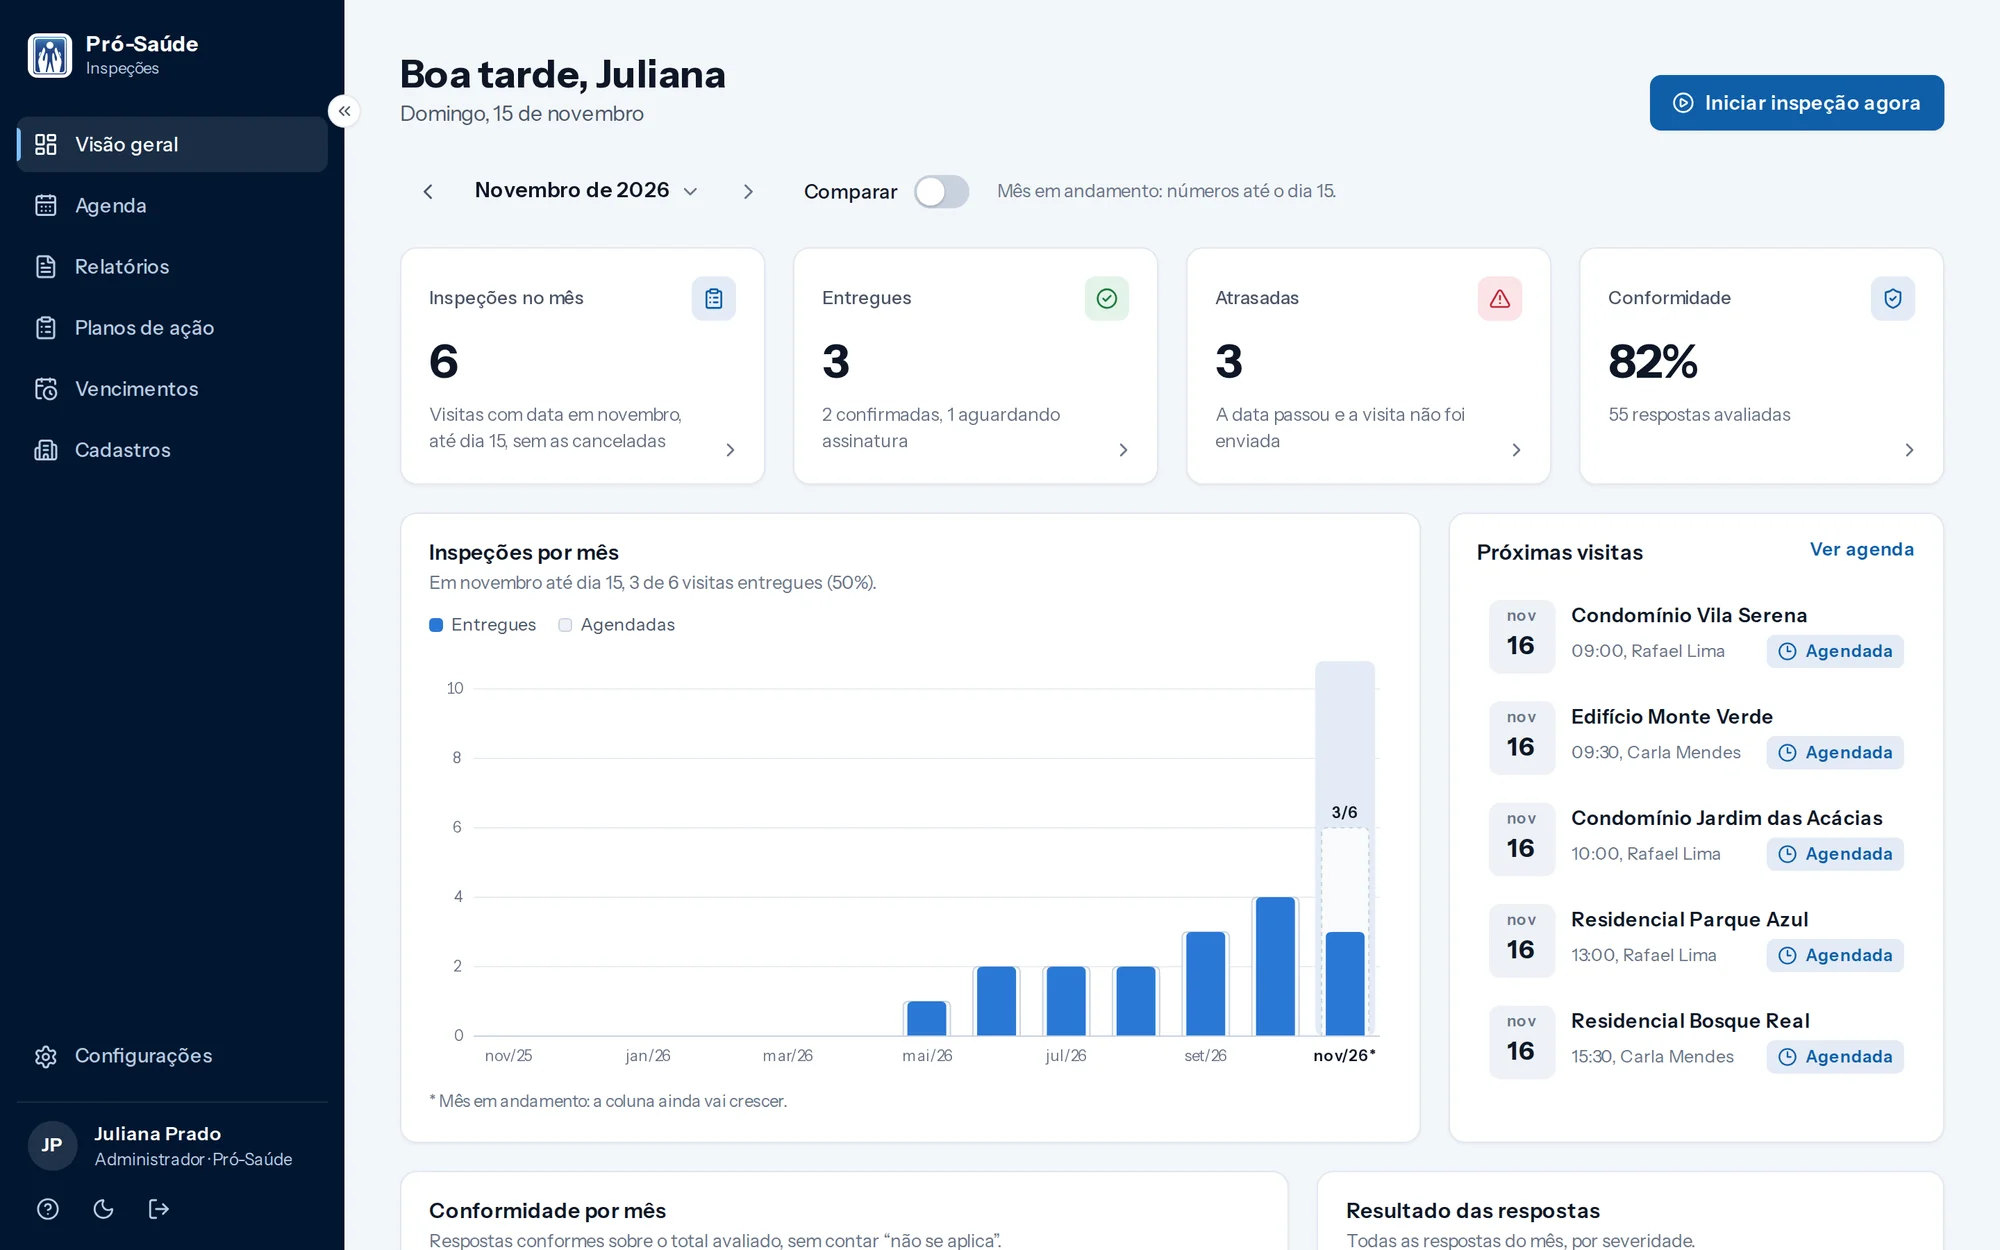 Pró-Saúde
Inspeções
Visão geral
Agenda
Relatórios
Planos de ação
Vencimentos
Cadastros
Configurações
JP
Juliana Prado
Administrador · Pró-Saúde
Boa tarde, Juliana
Domingo, 15 de novembro
Iniciar inspeção agora
Novembro de 2026
Comparar
Mês em andamento: números até o dia 15.
Inspeções no mês
6
Visitas com data em novembro,
até dia 15, sem as canceladas
Entregues
3
2 confirmadas, 1 aguardando
assinatura
Atrasadas
3
A data passou e a visita não foi
enviada
Conformidade
82%
55 respostas avaliadas
Inspeções por mês
Em novembro até dia 15, 3 de 6 visitas entregues (50%).
Entregues
Agendadas
10
8
6
4
2
0
3/6
nov/25
jan/26
mar/26
mai/26
jul/26
set/26
nov/26*
* Mês em andamento: a coluna ainda vai crescer.
Próximas visitas
Ver agenda
nov
16
Condomínio Vila Serena
09:00, Rafael Lima
Agendada
nov
16
Edifício Monte Verde
09:30, Carla Mendes
Agendada
nov
16
Condomínio Jardim das Acácias
10:00, Rafael Lima
Agendada
nov
16
Residencial Parque Azul
13:00, Rafael Lima
Agendada
nov
16
Residencial Bosque Real
15:30, Carla Mendes
Agendada
Conformidade por mês
Respostas conformes sobre o total avaliado, sem contar “não se aplica”.
Resultado das respostas
Todas as respostas do mês, por severidade.